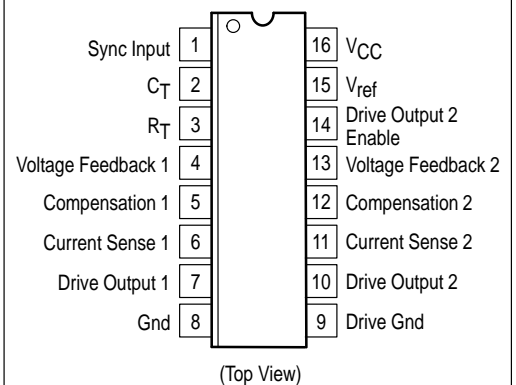 Sync Input 1
CT 2
RT 3
Voltage Feedback 1 4
Compensation 1 5
Current Sense 1 6
Drive Output 1 7
Gnd 8
16 VCC
15 Vref
14 Drive Output 2
Enable
13 Voltage Feedback 2
12 Compensation 2
11 Current Sense 2
10 Drive Output 2
9 Drive Gnd
(Top View)